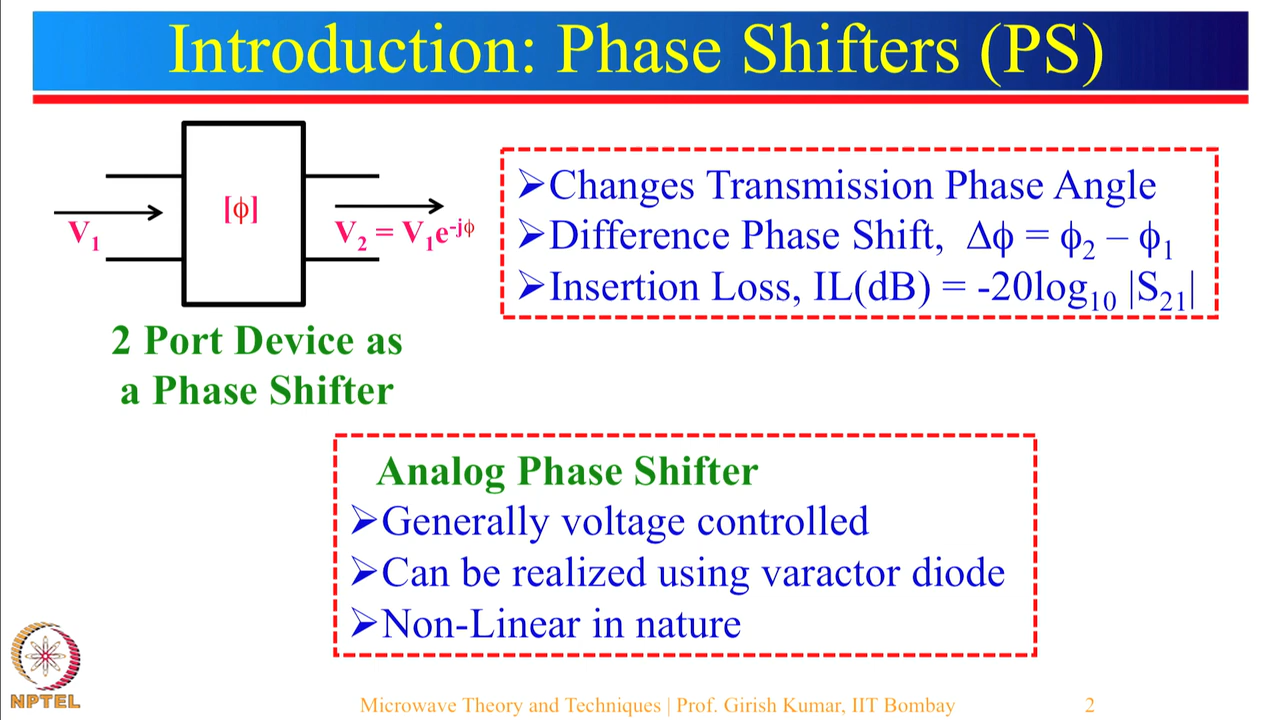 Introduction: Phase Shifters (PS)
[ϕ]
V₁
V₂ = V₁e⁻ʲᶲ
2 Port Device as
a Phase Shifter
➢Changes Transmission Phase Angle
➢Difference Phase Shift, Δϕ = ϕ₂ – ϕ₁
➢Insertion Loss, IL(dB) = -20log₁₀ |S₂₁|
Analog Phase Shifter
➢Generally voltage controlled
➢Can be realized using varactor diode
➢Non-Linear in nature
NPTEL
Microwave Theory and Techniques | Prof. Girish Kumar, IIT Bombay
2